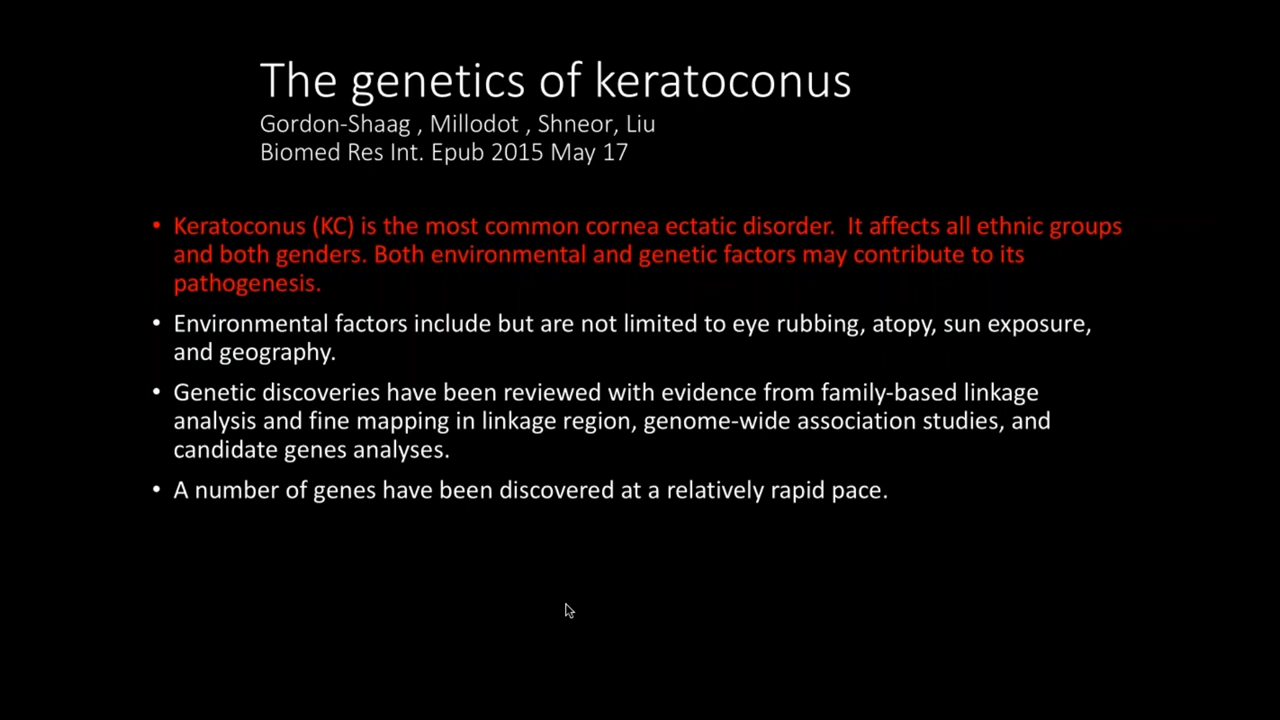 The genetics of keratoconus
Gordon-Shaag , Millodot , Shneor, Liu
Biomed Res Int. Epub 2015 May 17
• Keratoconus (KC) is the most common cornea ectatic disorder.  It affects all ethnic groups
and both genders. Both environmental and genetic factors may contribute to its
pathogenesis.
• Environmental factors include but are not limited to eye rubbing, atopy, sun exposure,
and geography.
• Genetic discoveries have been reviewed with evidence from family-based linkage
analysis and fine mapping in linkage region, genome-wide association studies, and
candidate genes analyses.
• A number of genes have been discovered at a relatively rapid pace.